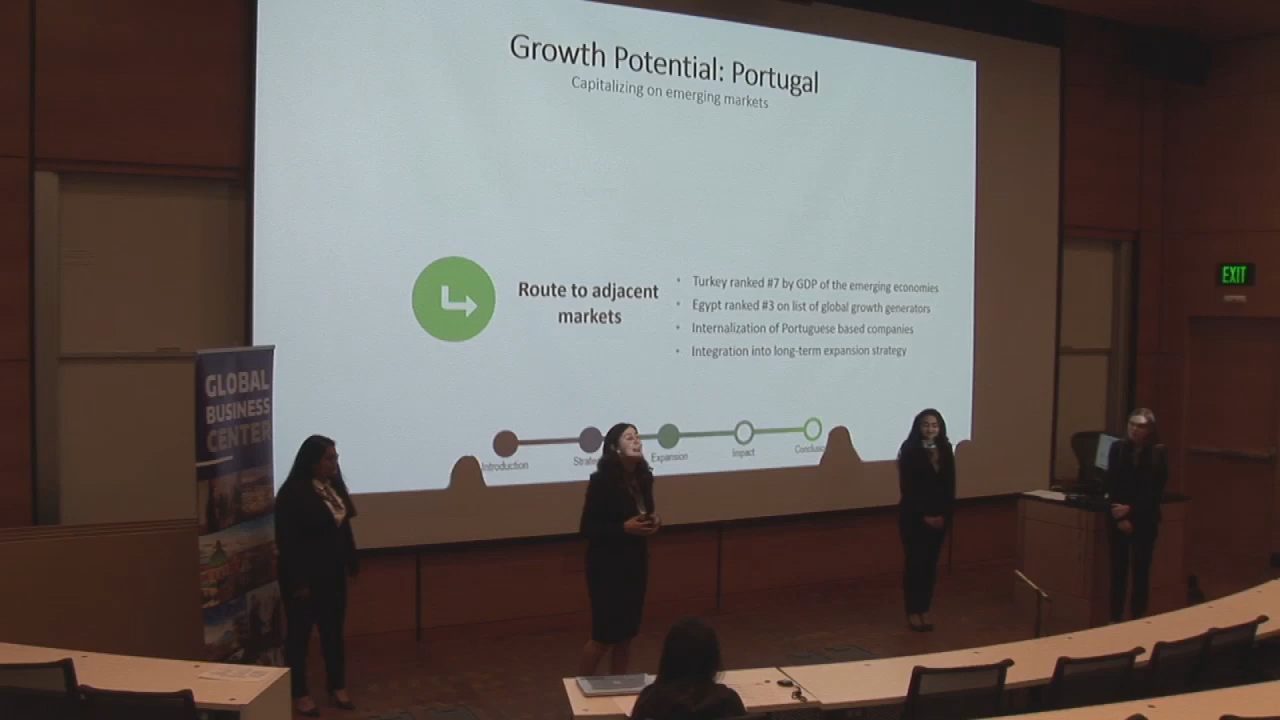 Growth Potential: Portugal
Capitalizing on emerging markets
Route to adjacent
markets
• Turkey ranked #7 by GDP of the emerging economies
• Egypt ranked #3 on list of global growth generators
• Internalization of Portuguese based companies
• Integration into long-term expansion strategy
Introduction
Expansion
Impact
GLOBAL
BUSINESS
CENTER
EXIT